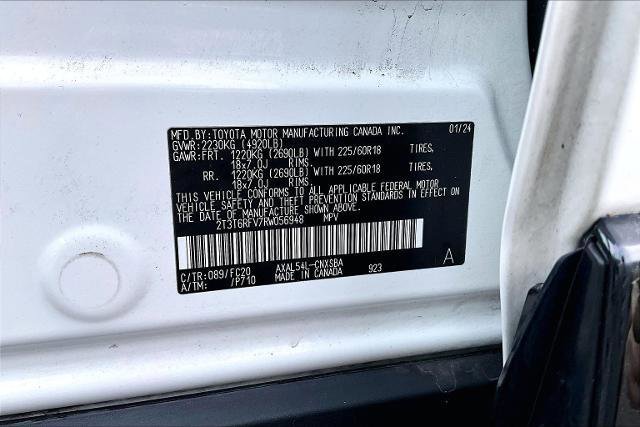 MFD.BY:TOYOTA MOTOR MANUFACTURING CANADA INC. 01/24
GVWR:2230KG (4920LB)
GAWR:FRT. 1220KG (2690LB) WITH 225/60R18 TIRES.
18x7.0J RIMS.
RR. 1220KG (2690LB) WITH 225/60R18 TIRES.
18x7.0J RIMS.
THIS VEHICLE CONFORMS TO ALL APPLICABLE FEDERAL MOTOR
VEHICLE SAFETY AND THEFT PREVENTION STANDARDS IN EFFECT ON
THE DATE OF MANUFACTURE SHOWN ABOVE.
2T3T6RFV7RW056948 MPV
A
C/TR:089/FC20 AXAL54L-CNXSBA
A/TM: /P710 MADE IN CANADA 923